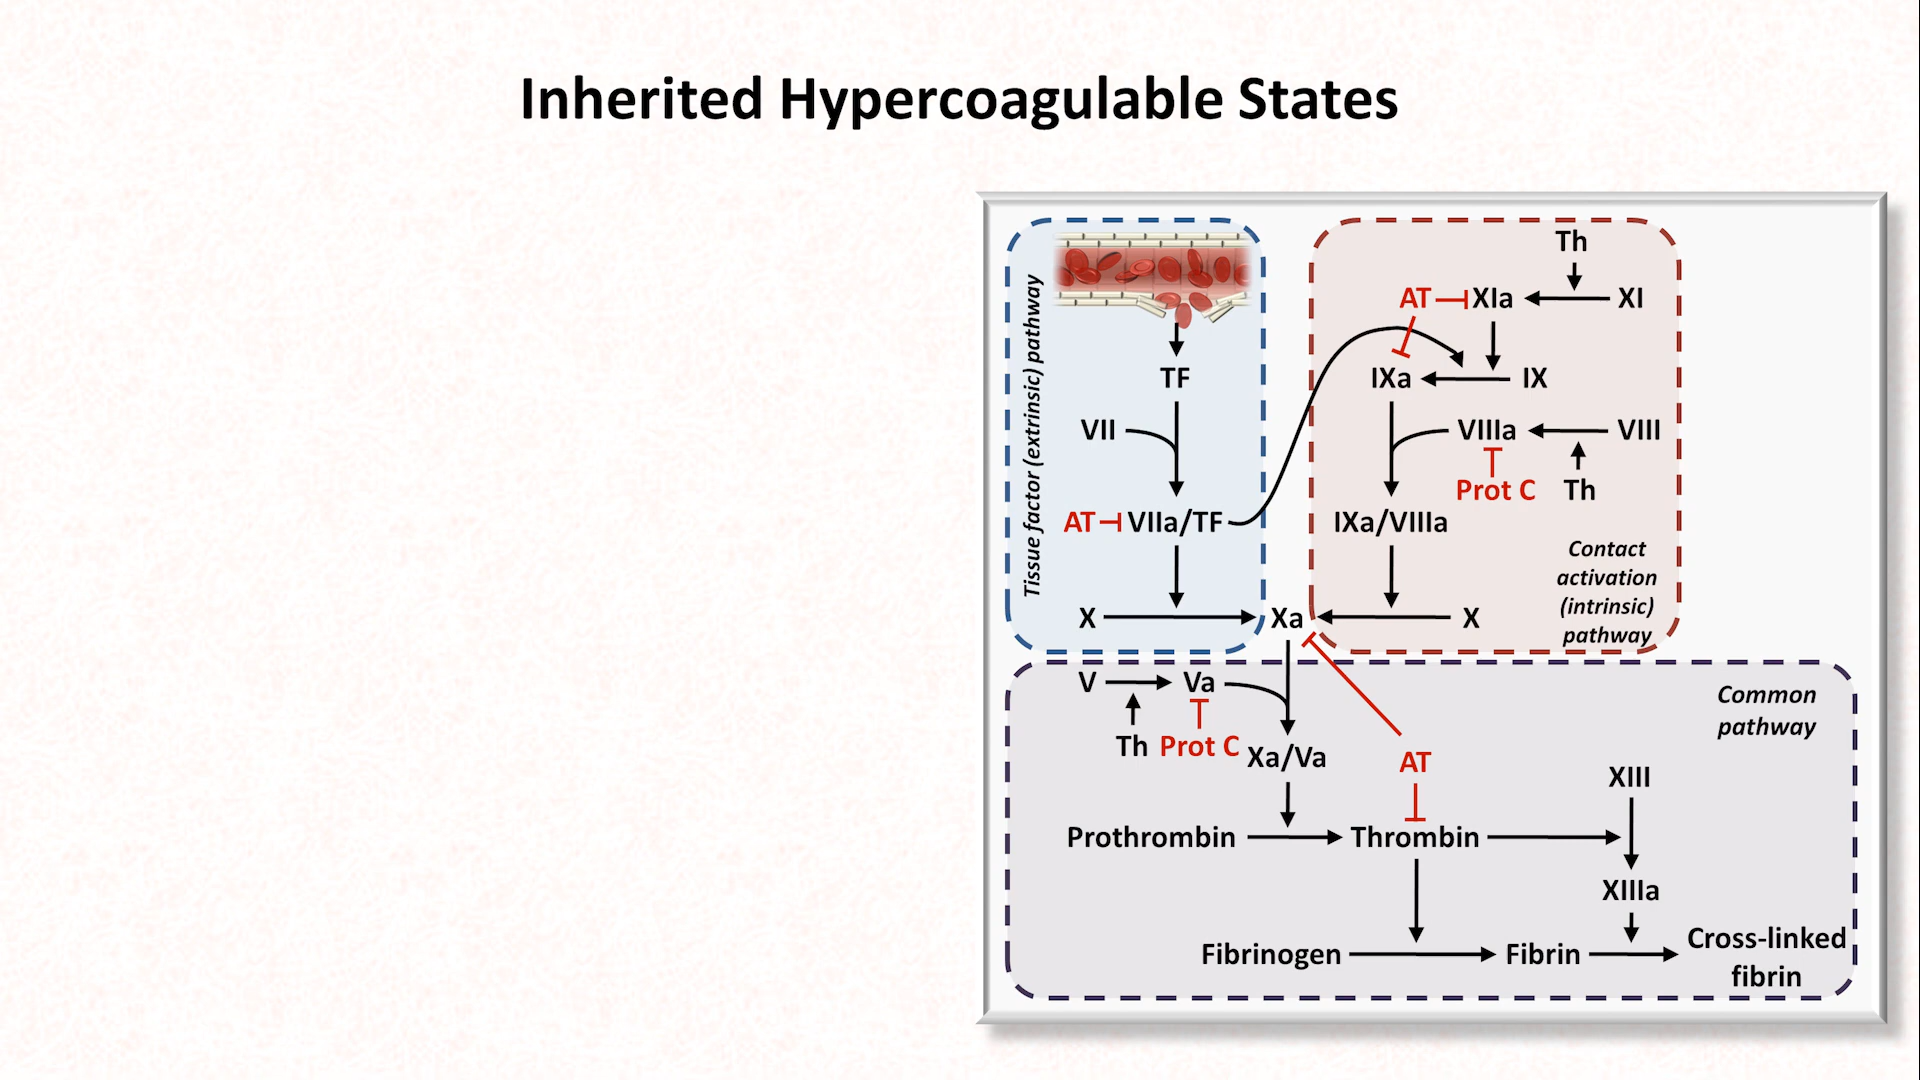 Inherited Hypercoagulable States
Tissue factor (extrinsic) pathway
TF
VII
AT
VIIa/TF
X
Xa
Th
AT
XIa
XI
IXa
IX
VIIIa
VIII
Prot C
Th
IXa/VIIIa
Contact
activation
(intrinsic)
pathway
X
V
Va
Th
Prot C
Xa/Va
Common
pathway
AT
XIII
Prothrombin
Thrombin
XIIIa
Fibrinogen
Fibrin
Cross-linked
fibrin